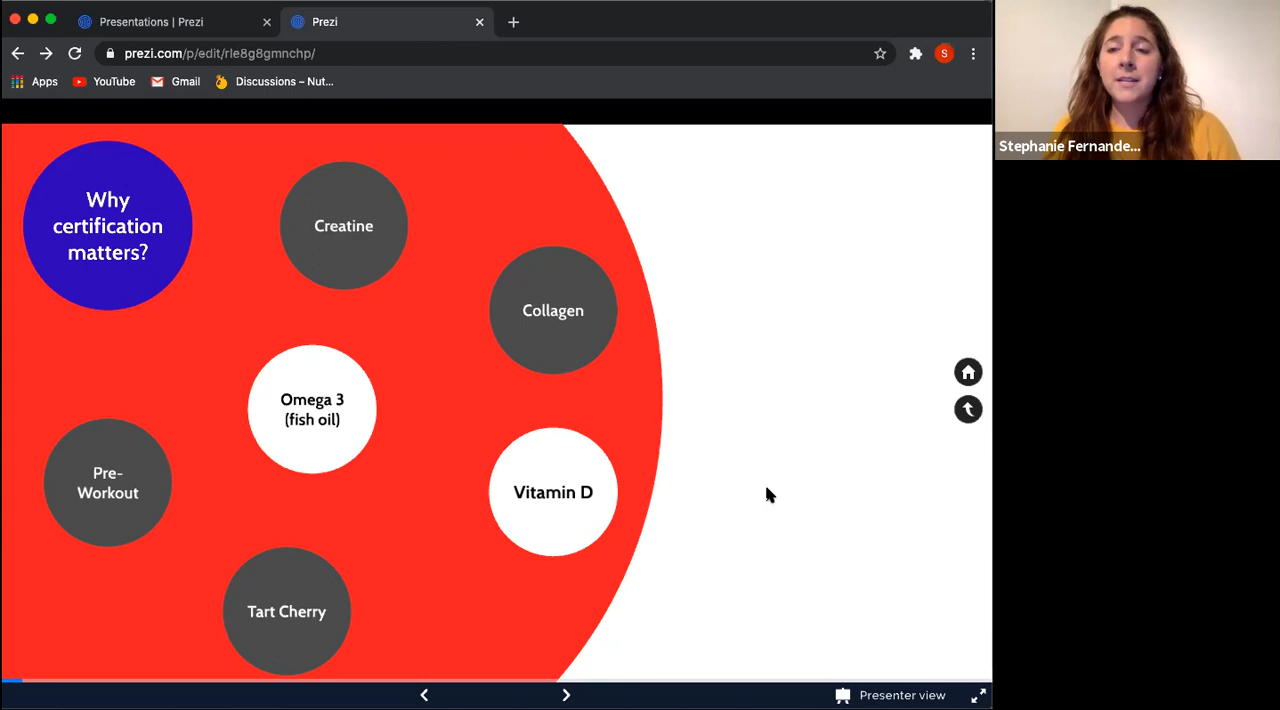 Presentations | Prezi
Prezi
prezi.com/p/edit/rle8g8gmnchp/
S
Apps
YouTube
Gmail
Discussions – Nut...
Stephanie Fernande...
Why
certification
matters?
Creatine
Collagen
Omega 3
(fish oil)
Pre-
Workout
Vitamin D
Tart Cherry
Presenter view